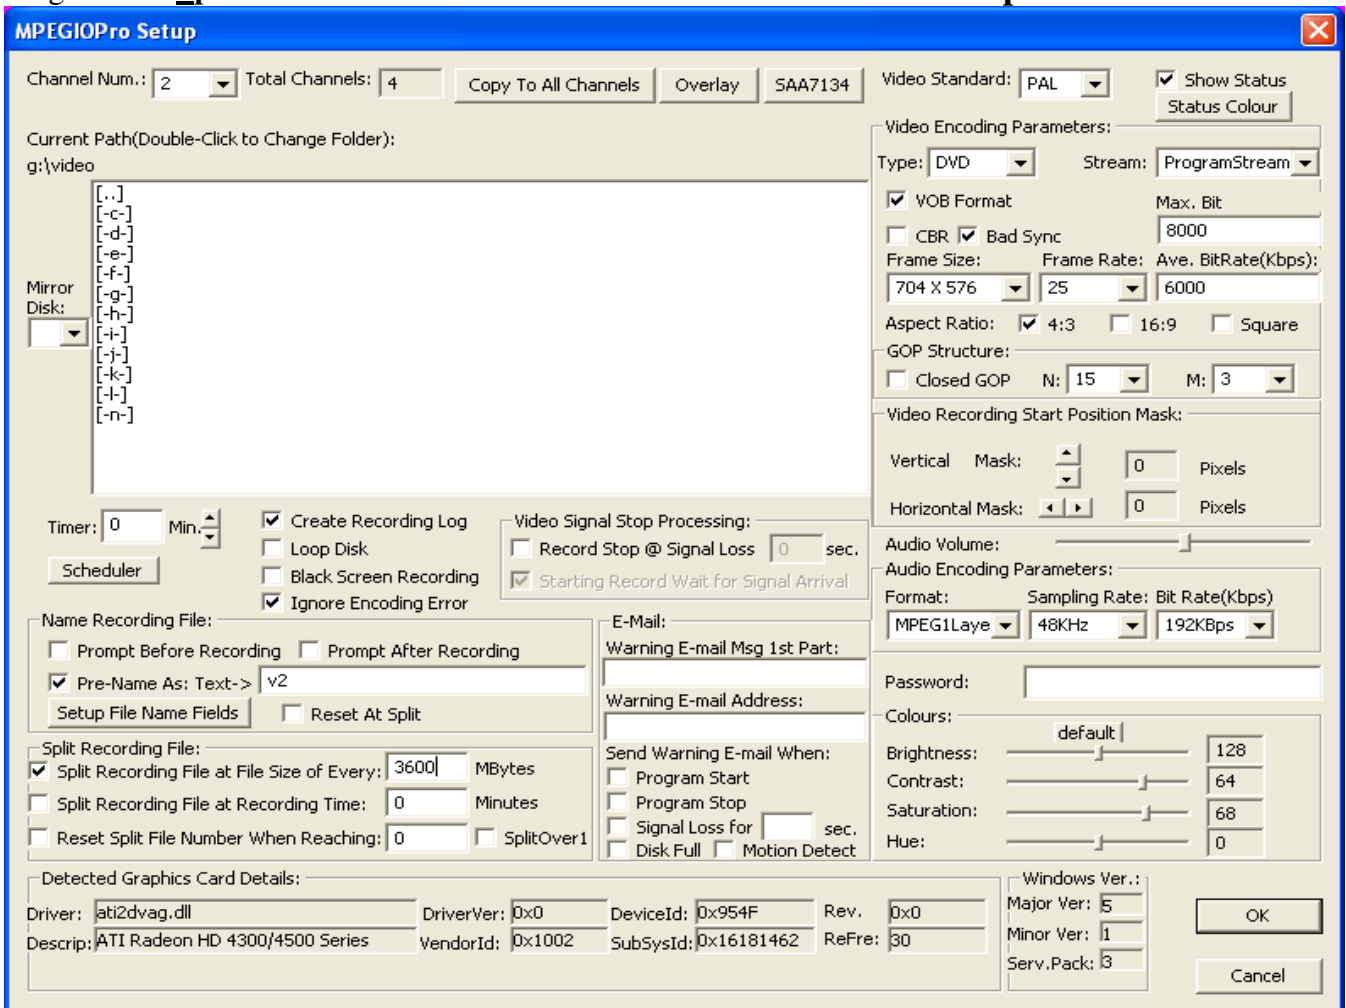 MPEGIOPro Setup
Channel Num.: 2 Total Channels: 4 Copy To All Channels Overlay SAA7134 Video Standard: PAL Show Status
Status Colour
Current Path(Double-Click to Change Folder):
g:\video
[..]
[-c-]
[-d-]
[-e-]
[-f-]
[-g-]
[-h-]
[-i-]
[-j-]
[-k-]
[-l-]
[-n-]
Mirror
Disk:
Timer: 0 Min.
Scheduler
Create Recording Log
Loop Disk
Black Screen Recording
Ignore Encoding Error
Video Signal Stop Processing:
Record Stop @ Signal Loss 0 sec.
Starting Record Wait for Signal Arrival
Name Recording File:
Prompt Before Recording Prompt After Recording
Pre-Name As: Text-> v2
Setup File Name Fields Reset At Split
Split Recording File:
Split Recording File at File Size of Every: 3600 MBytes
Split Recording File at Recording Time: 0 Minutes
Reset Split File Number When Reaching: 0 SplitOver1
E-Mail:
Warning E-mail Msg 1st Part:
Warning E-mail Address:
Send Warning E-mail When:
Program Start
Program Stop
Signal Loss for sec.
Disk Full Motion Detect
Video Encoding Parameters:
Type: DVD Stream: ProgramStream
VOB Format Max. Bit
CBR Bad Sync 8000
Frame Size: Frame Rate: Ave. BitRate(Kbps):
704 X 576 25 6000
Aspect Ratio: 4:3 16:9 Square
GOP Structure:
Closed GOP N: 15 M: 3
Video Recording Start Position Mask:
Vertical Mask: 0 Pixels
Horizontal Mask: 0 Pixels
Audio Volume:
Audio Encoding Parameters:
Format: Sampling Rate: Bit Rate(Kbps)
MPEG1Laye 48KHz 192KBps
Password:
Colours:
default
Brightness: 128
Contrast: 64
Saturation: 68
Hue: 0
Detected Graphics Card Details:
Driver: ati2dvag.dll DriverVer: 0x0 DeviceId: 0x954F Rev. 0x0
Descrip: ATI Radeon HD 4300/4500 Series VendorId: 0x1002 SubSysId: 0x16181462 ReFre: 30
Windows Ver.:
Major Ver: 5
Minor Ver: 1
Serv.Pack: 3
OK
Cancel